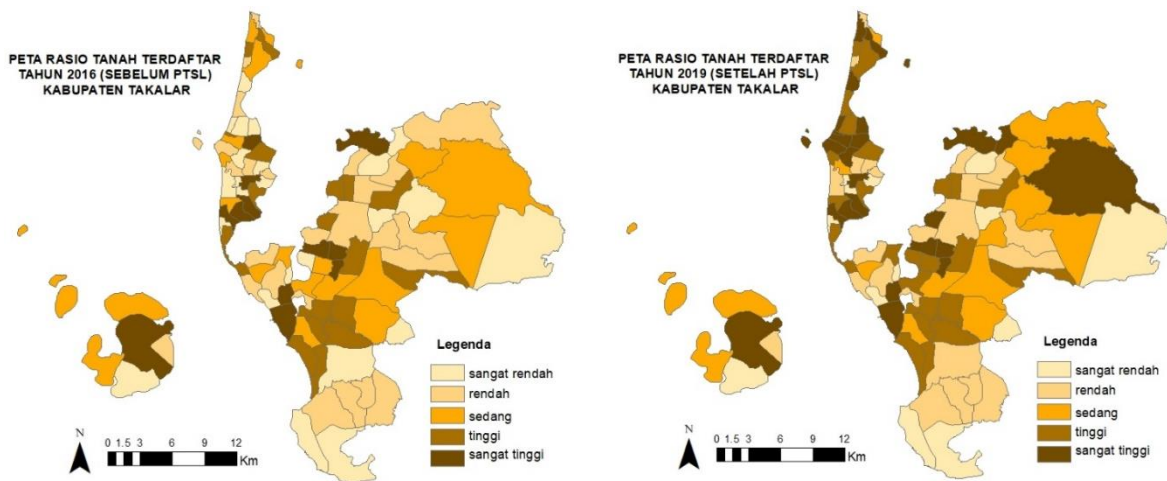 PETA RASIO TANAH TERDAFTAR
TAHUN 2016 (SEBELUM PTSL)
KABUPATEN TAKALAR
Legenda
sangat rendah
rendah
sedang
tinggi
sangat tinggi
N
0 1.5 3 6 9 12
Km
PETA RASIO TANAH TERDAFTAR
TAHUN 2019 (SETELAH PTSL)
KABUPATEN TAKALAR
Legenda
sangat rendah
rendah
sedang
tinggi
sangat tinggi
N
0 1.5 3 6 9 12
Km